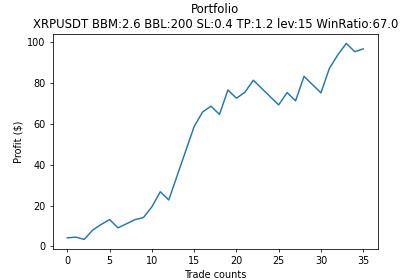 Portfolio
XRPUSDT BBM:2.6 BBL:200 SL:0.4 TP:1.2 lev:15 WinRatio:67.0
100
80
60
40
20
0
Profit ($)
0 5 10 15 20 25 30 35
Trade counts